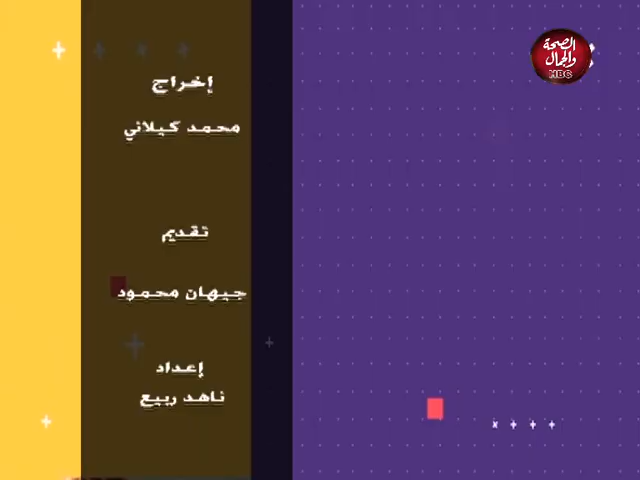 الصحة
والجمال
HBC
إخراج
محمد كيلاني
تقديم
جيهان محمود
إعداد
ناهد ربيع